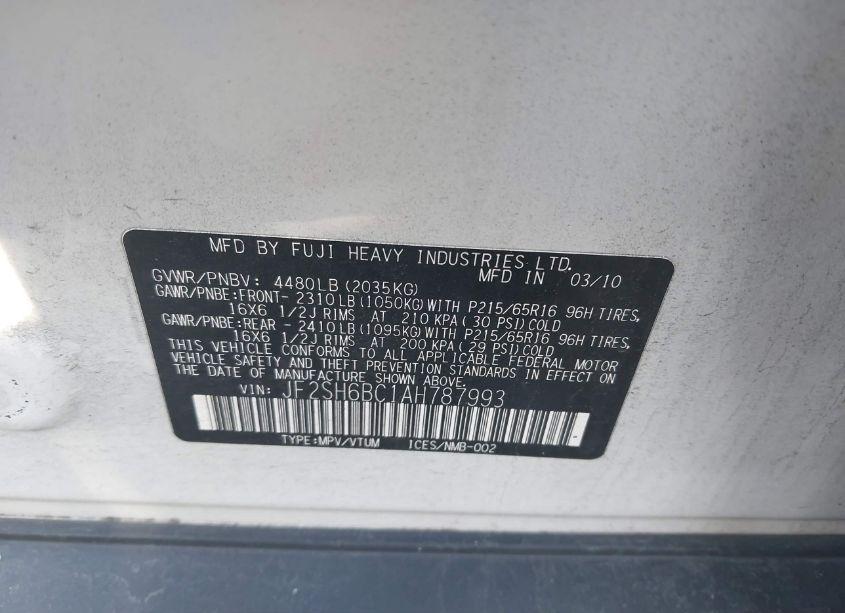 MFD BY FUJI HEAVY INDUSTRIES LTD.
MFD IN 03/10
GVWR/PNBV: 4480LB (2035KG)
GAWR/PNBE:FRONT- 2310LB (1050KG) WITH P215/65R16 96H TIRES,
16X6 1/2J RIMS AT 210 KPA (30 PSI) COLD
GAWR/PNBE:REAR - 2410LB (1095KG) WITH P215/65R16 96H TIRES,
16X6 1/2J RIMS AT 200 KPA (29 PSI) COLD
THIS VEHICLE CONFORMS TO ALL APPLICABLE FEDERAL MOTOR
VEHICLE SAFETY AND THEFT PREVENTION STANDARDS IN EFFECT ON
THE DATE OF MANUFACTURE SHOWN ABOVE.
VIN: JF2SH6BC1AH787993
TYPE:MPV/VTUM ICES/NMB-002